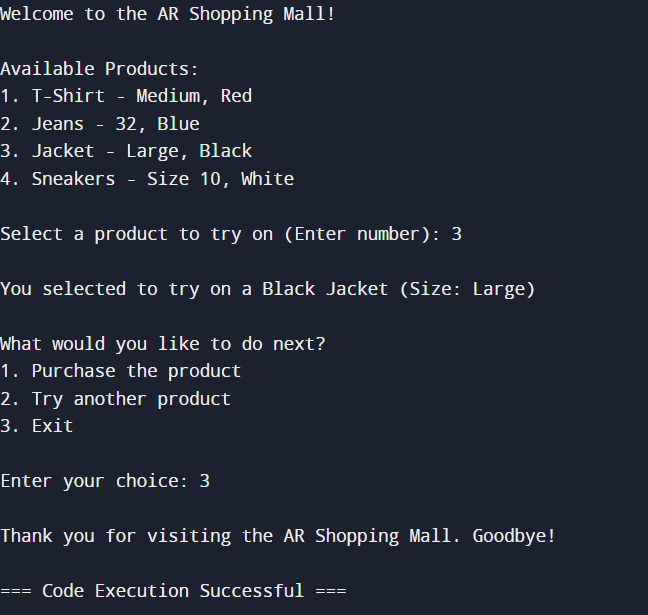 Welcome to the AR Shopping Mall!
Available Products:
1. T-Shirt - Medium, Red
2. Jeans - 32, Blue
3. Jacket - Large, Black
4. Sneakers - Size 10, White
Select a product to try on (Enter number): 3
You selected to try on a Black Jacket (Size: Large)
What would you like to do next?
1. Purchase the product
2. Try another product
3. Exit
Enter your choice: 3
Thank you for visiting the AR Shopping Mall. Goodbye!
=== Code Execution Successful ===